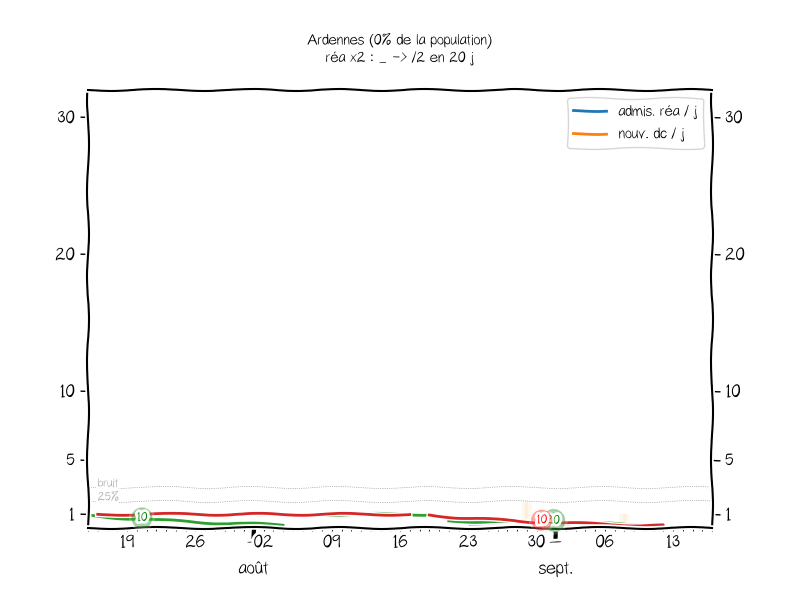 Ardennes (0% de la population)
réa x2 : _ -> /2 en 20 j
admis. réa / j
nouv. dc / j
30
30
20
20
10
10
5
5
bruit
25%
1
1
10
10
19 26 02 09 16 23 30 06 13
août sept.